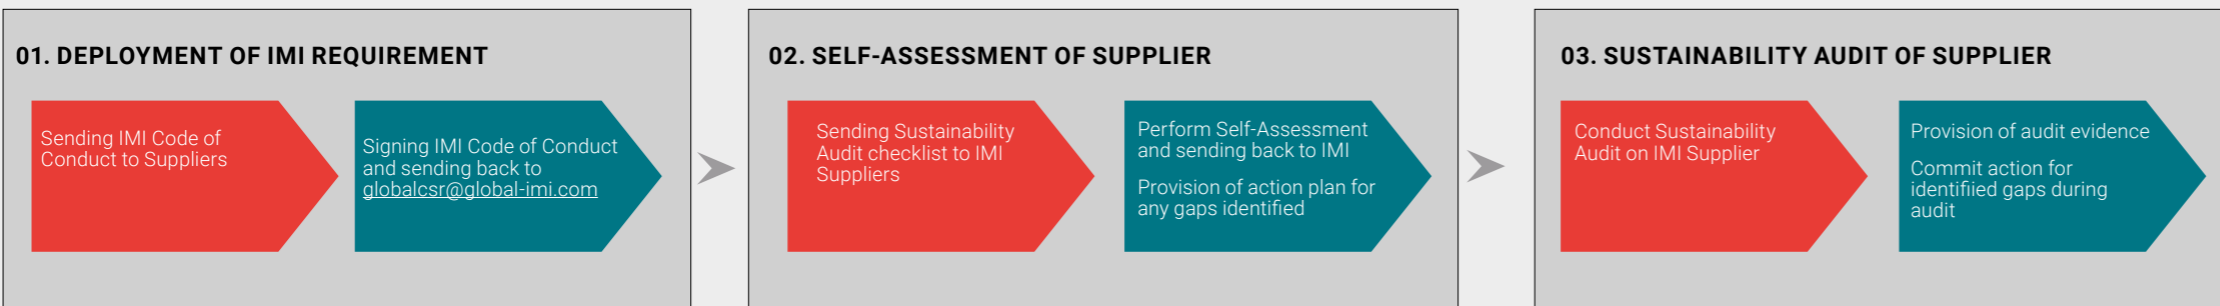 01. DEPLOYMENT OF IMI REQUIREMENT
Sending IMI Code of
Conduct to Suppliers
Signing IMI Code of Conduct
and sending back to
globalcsr@global-imi.com
02. SELF-ASSESSMENT OF SUPPLIER
Sending Sustainability
Audit checklist to IMI
Suppliers
Perform Self-Assessment
and sending back to IMI
Provision of action plan for
any gaps identified
03. SUSTAINABILITY AUDIT OF SUPPLIER
Conduct Sustainability
Audit on IMI Supplier
Provision of audit evidence
Commit action for
identifiied gaps during
audit